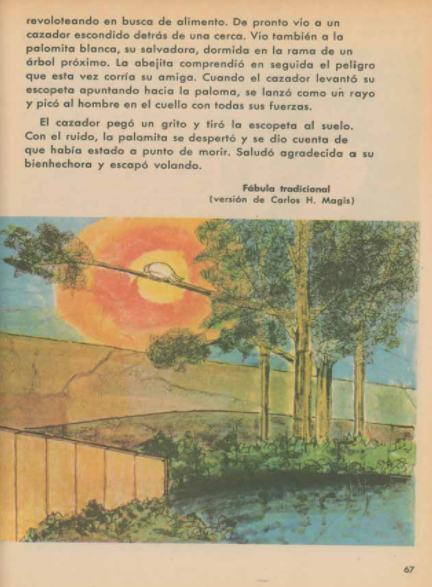 revoloteando en busca de alimento. De pronto vio a un
cazador escondido detrás de una cerca. Vio también a la
palomita blanca, su salvadora, dormida en la rama de un
árbol próximo. La abejita comprendió en seguida el peligro
que esta vez corría su amiga. Cuando el cazador levantó su
escopeta apuntando hacia la paloma, se lanzó como un rayo
y picó al hombre en el cuello con todas sus fuerzas.
El cazador pegó un grito y tiró la escopeta al suelo.
Con el ruido, la palomita se despertó y se dio cuenta de
que había estado a punto de morir. Saludó agradecida a su
bienhechora y escapó volando.
Fábula tradicional
(versión de Carlos H. Magis)
67